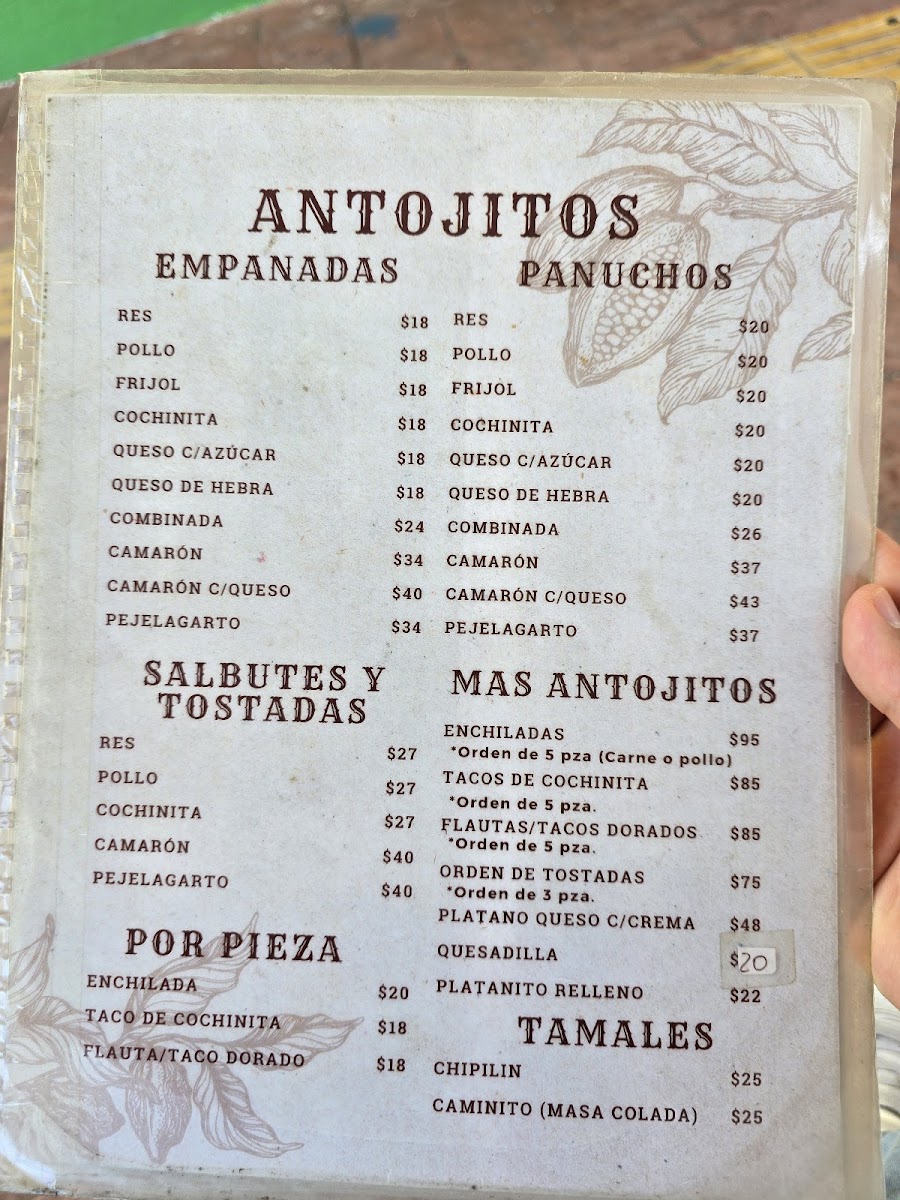 ANTOJITOS
EMPANADAS
RES $18
POLLO $18
FRIJOL $18
COCHINITA $18
QUESO C/AZÚCAR $18
QUESO DE HEBRA $18
COMBINADA $24
CAMARÓN $34
CAMARÓN C/QUESO $40
PEJELAGARTO $34
PANUCHOS
RES $20
POLLO $20
FRIJOL $20
COCHINITA $20
QUESO C/AZÚCAR $20
QUESO DE HEBRA $20
COMBINADA $26
CAMARÓN $37
CAMARÓN C/QUESO $43
PEJELAGARTO $37
SALBUTES Y
TOSTADAS
RES $27
POLLO $27
COCHINITA $27
CAMARÓN $40
PEJELAGARTO $40
POR PIEZA
ENCHILADA $20
TACO DE COCHINITA $18
FLAUTA/TACO DORADO $18
MAS ANTOJITOS
ENCHILADAS $95
*Orden de 5 pza (Carne o pollo)
TACOS DE COCHINITA $85
*Orden de 5 pza.
FLAUTAS/TACOS DORADOS $85
*Orden de 5 pza.
ORDEN DE TOSTADAS $75
*Orden de 3 pza.
PLATANO QUESO C/CREMA $48
QUESADILLA $20
PLATANITO RELLENO $22
TAMALES
CHIPILIN $25
CAMINITO (MASA COLADA) $25